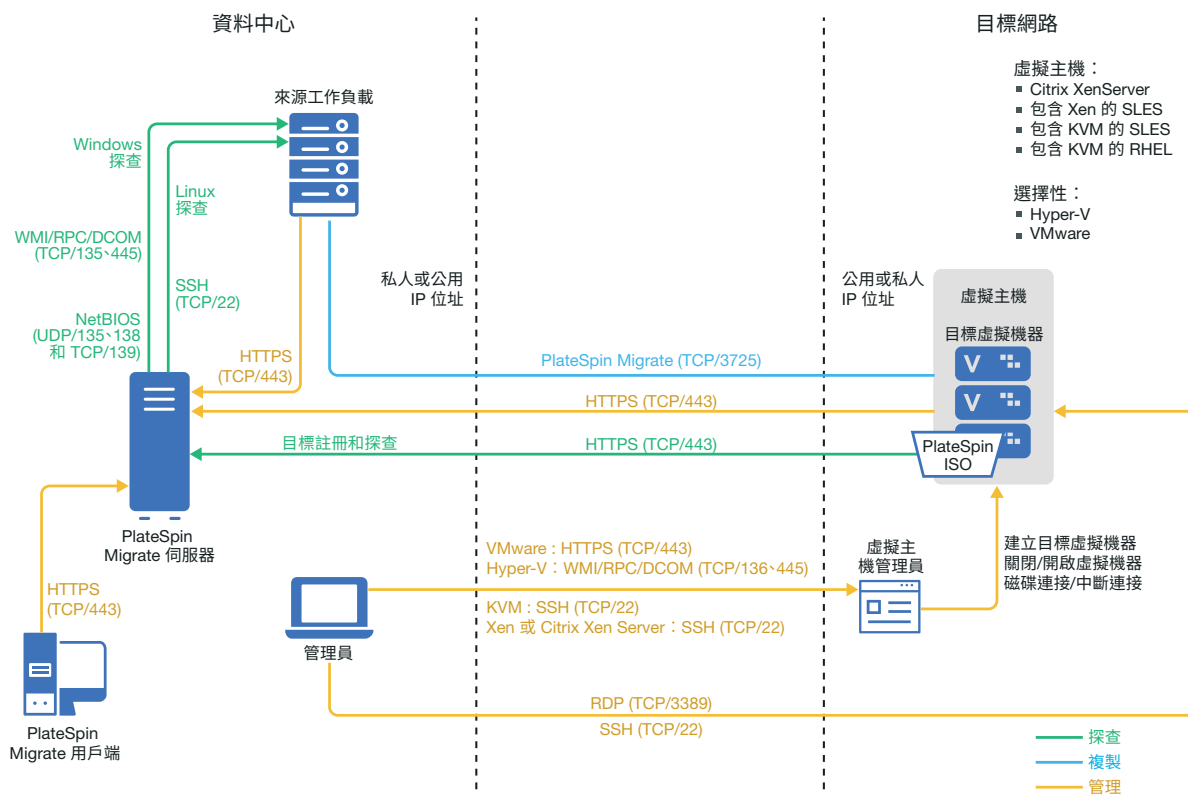 資料中心
目標網路
虛擬主機：
Citrix XenServer
包含 Xen 的 SLES
包含 KVM 的 SLES
包含 KVM 的 RHEL
選擇性：
Hyper-V
VMware
來源工作負載
Windows
探查
Linux
探查
WMI/RPC/DCOM
(TCP/135、445)
SSH
(TCP/22)
NetBIOS
(UDP/135、138
和 TCP/139)
私人或公用
IP 位址
公用或私人
IP 位址
虛擬主機
目標虛擬機器
V
V
HTTPS
(TCP/443)
PlateSpin Migrate (TCP/3725)
HTTPS (TCP/443)
目標註冊和探查
HTTPS (TCP/443)
PlateSpin
ISO
PlateSpin
Migrate 伺服器
VMware : HTTPS (TCP/443)
Hyper-V：WMI/RPC/DCOM (TCP/136、445)
KVM : SSH (TCP/22)
Xen 或 Citrix Xen Server：SSH (TCP/22)
虛擬主
機管理員
建立目標虛擬機器
關閉/開啟虛擬機器
磁碟連接/中斷連接
HTTPS
(TCP/443)
管理員
PlateSpin
Migrate 用戶端
RDP (TCP/3389)
SSH (TCP/22)
探查
複製
管理